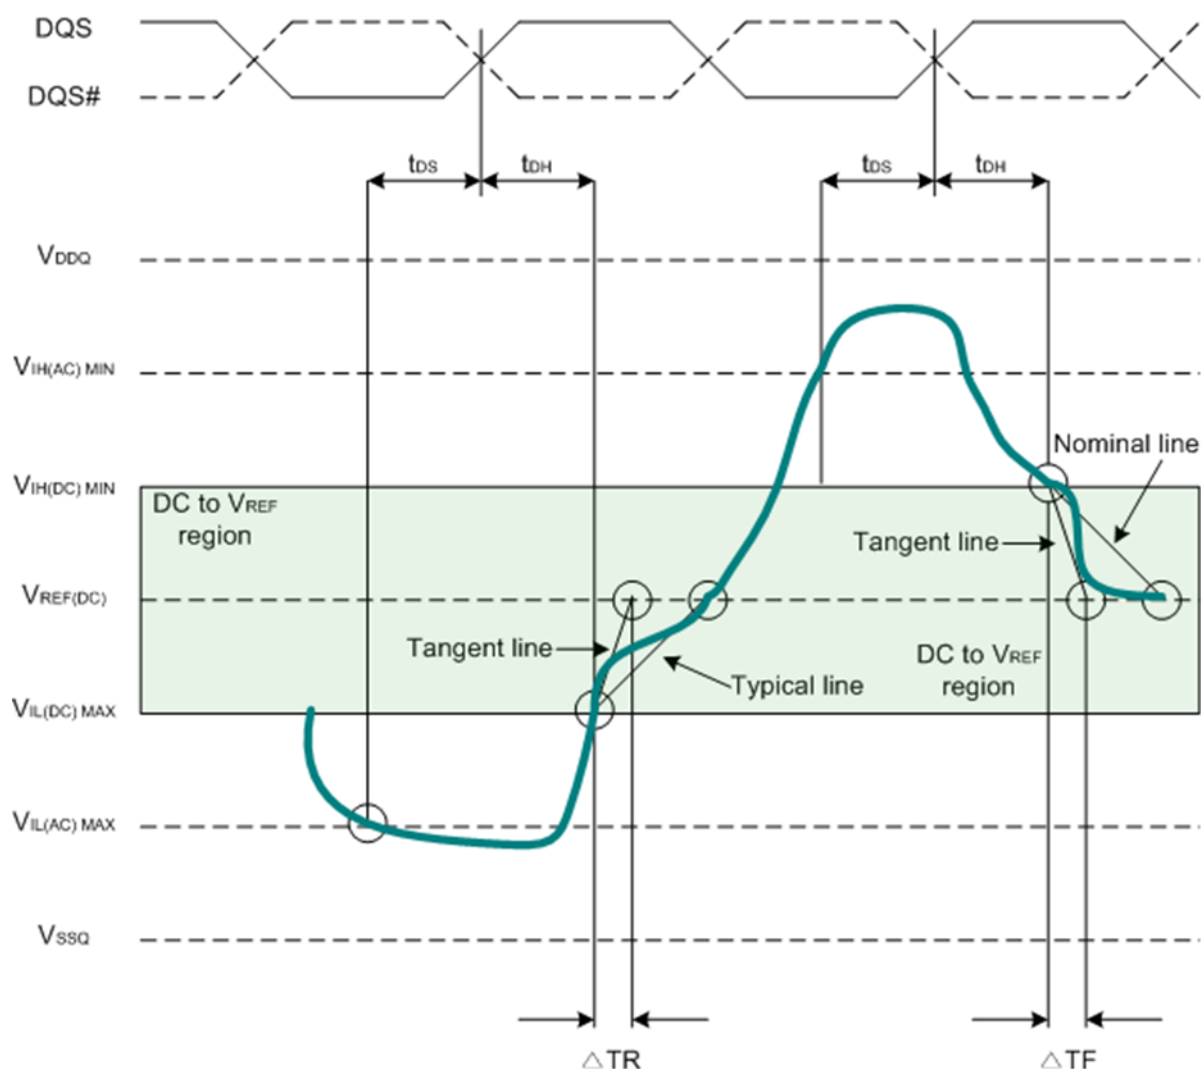 DQS
DQS#
tDS
tDH
tDS
tDH
VDDQ
VIH(AC) MIN
Nominal line
VIH(DC) MIN
DC to VREF
region
Tangent line
VREF(DC)
Tangent line
DC to VREF
region
Typical line
VIL(DC) MAX
VIL(AC) MAX
VSSQ
△TR
△TF